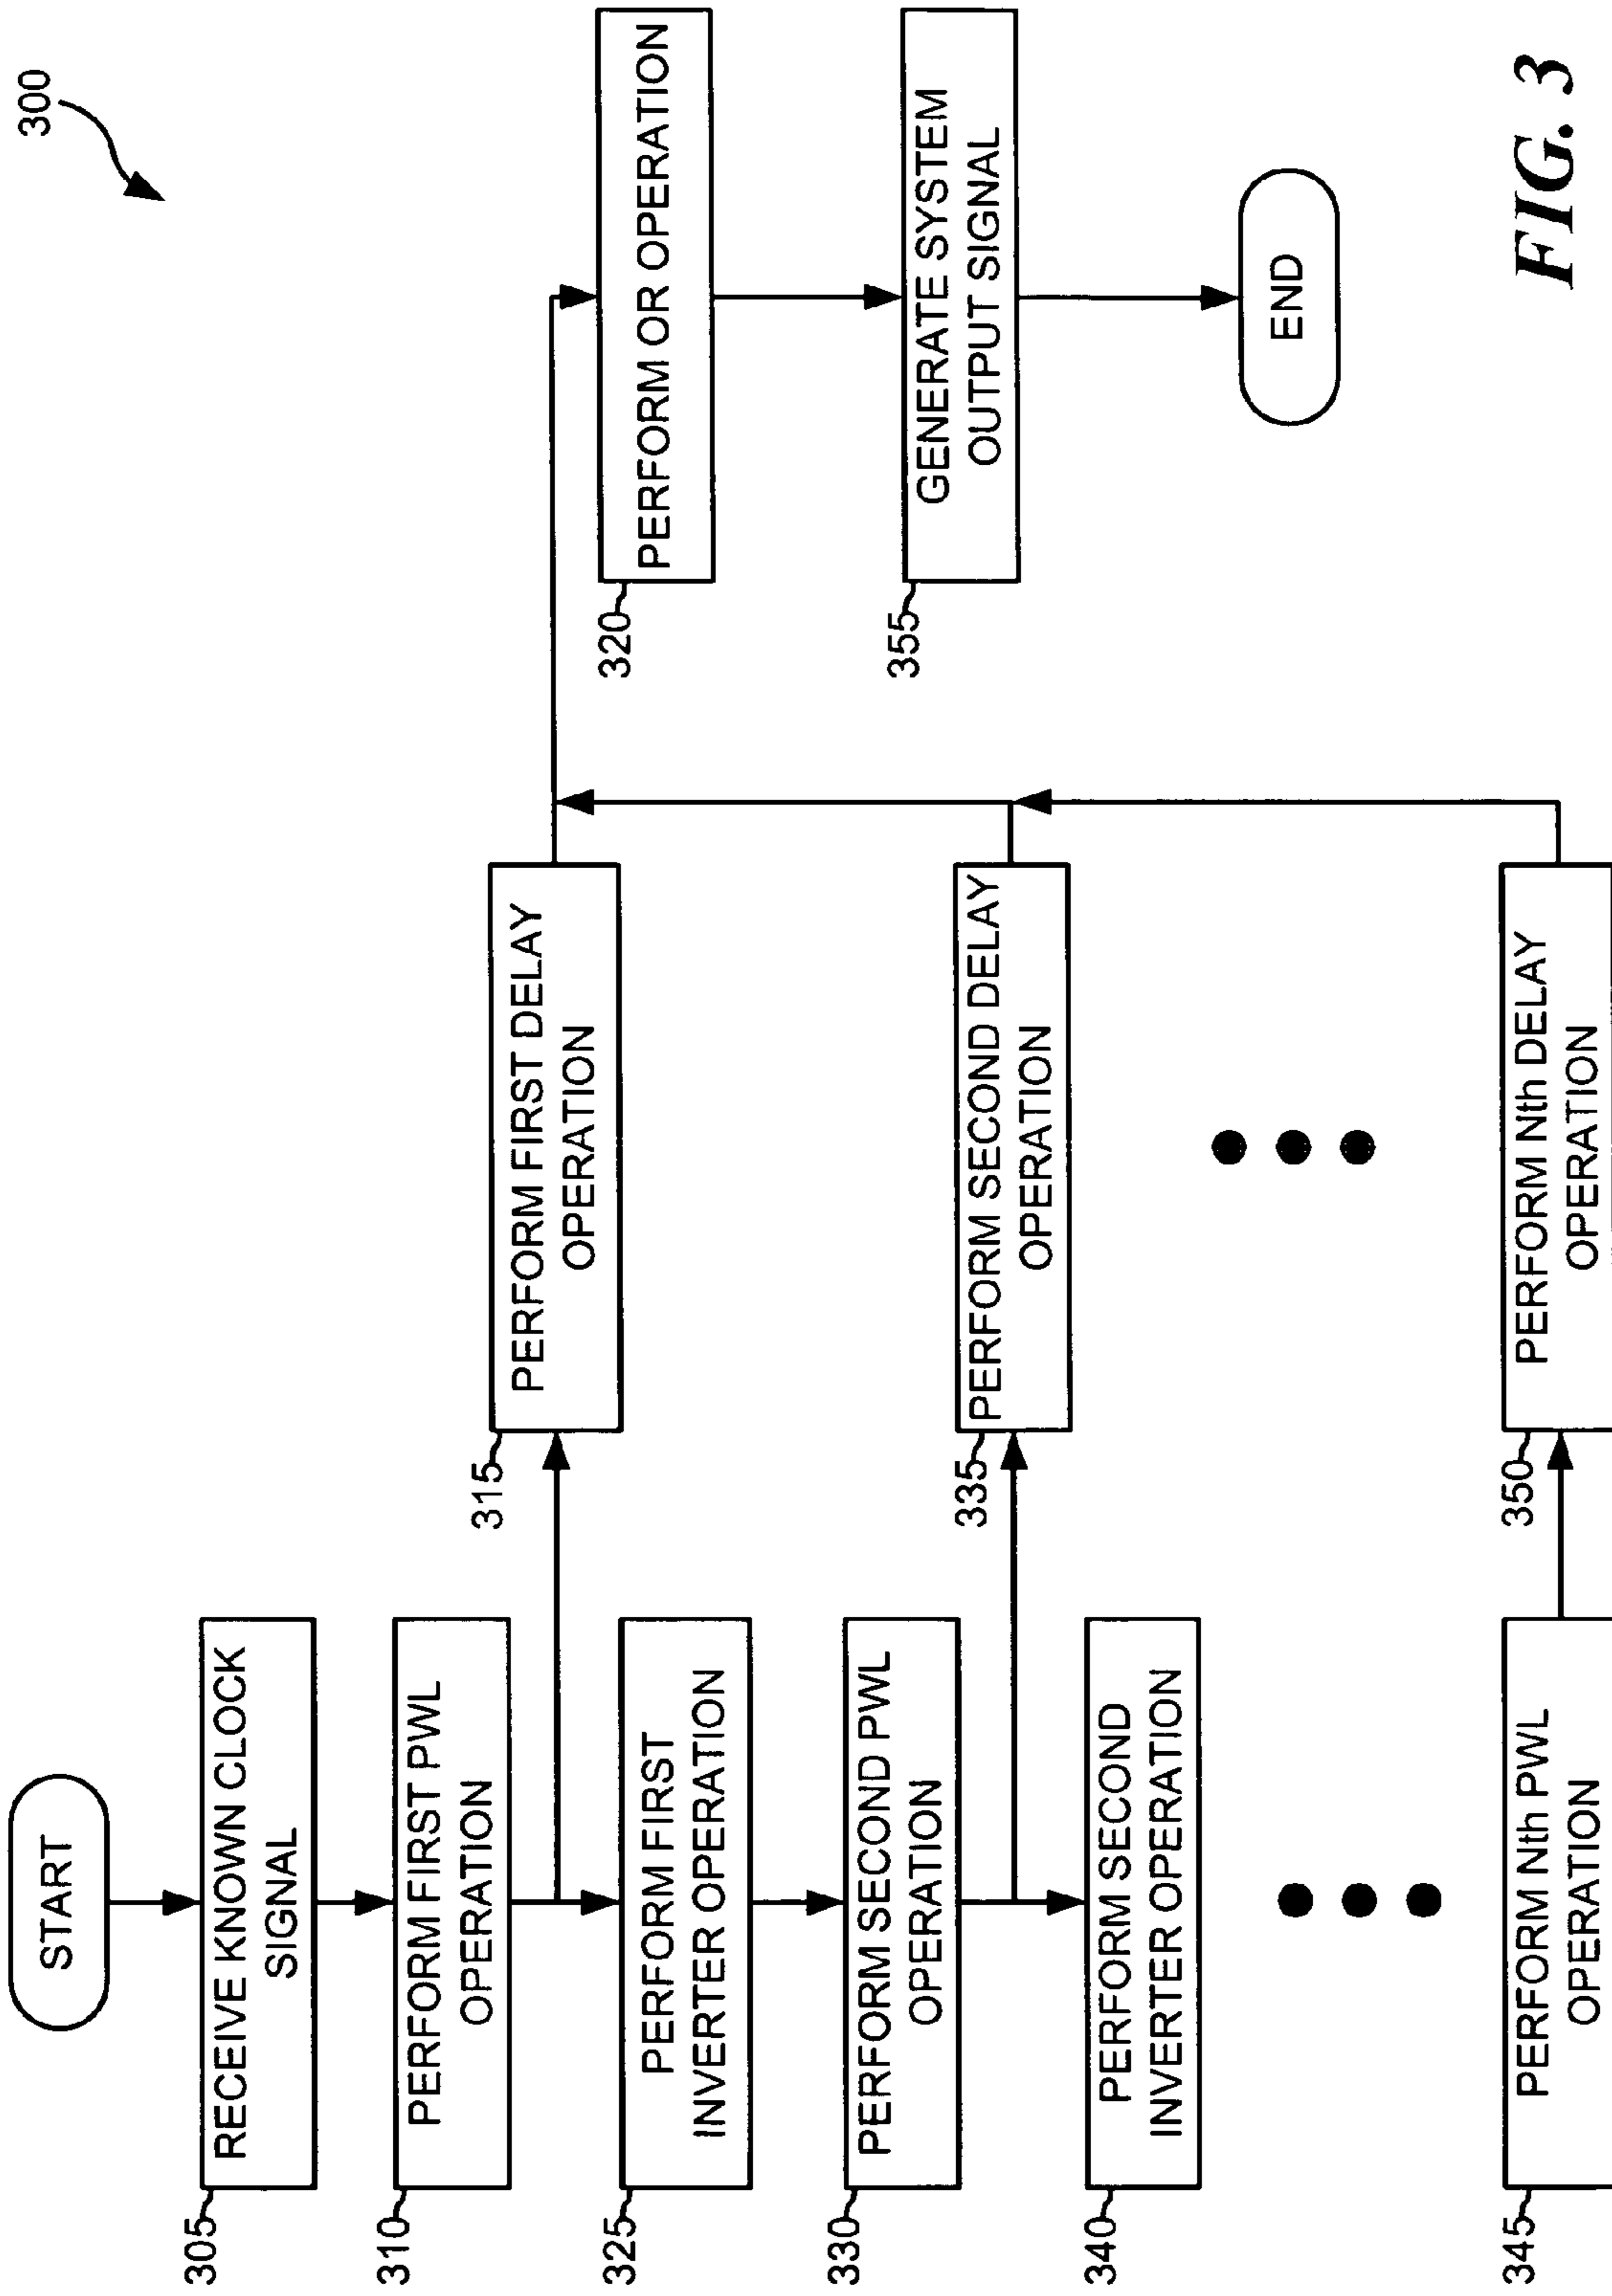 300
START
305
RECEIVE KNOWN CLOCK
SIGNAL
310
PERFORM FIRST PWL
OPERATION
315
PERFORM FIRST DELAY
OPERATION
320
PERFORM OR OPERATION
325
PERFORM FIRST
INVERTER OPERATION
330
PERFORM SECOND PWL
OPERATION
335
PERFORM SECOND DELAY
OPERATION
340
PERFORM SECOND
INVERTER OPERATION
345
PERFORM Nth PWL
OPERATION
350
PERFORM Nth DELAY
OPERATION
355
GENERATE SYSTEM
OUTPUT SIGNAL
END
FIG. 3